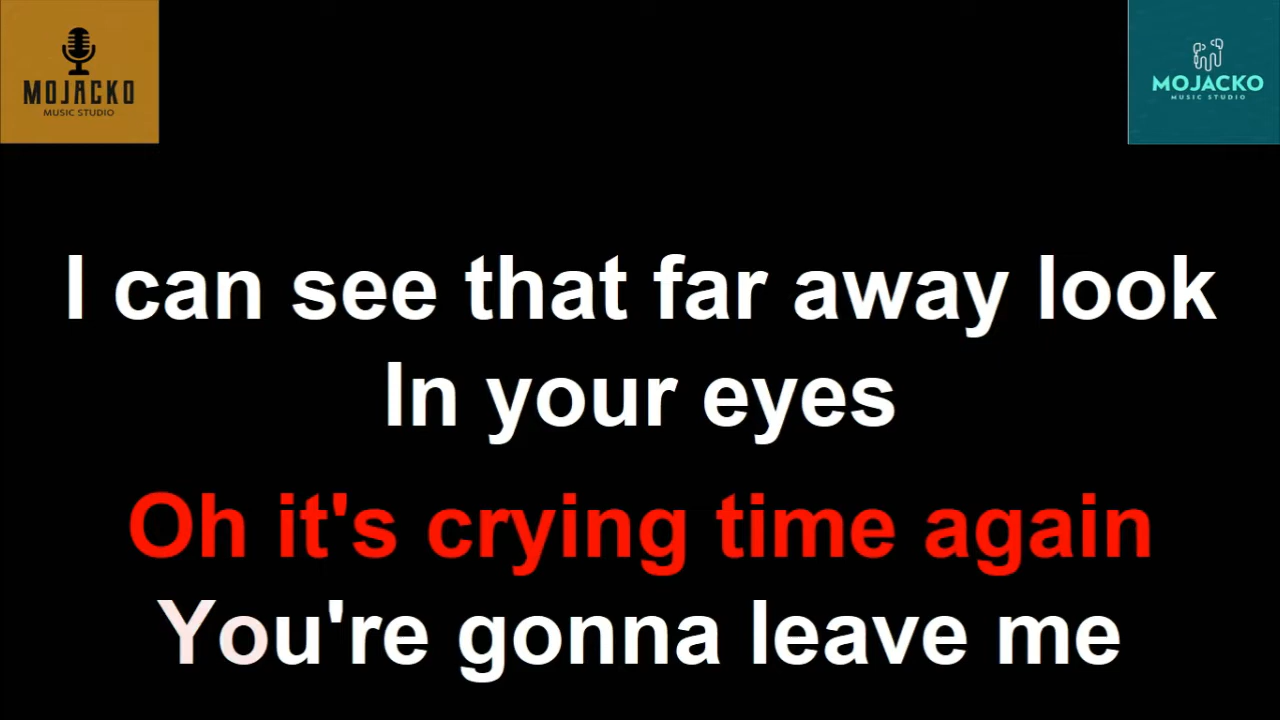 MOJACKO
MUSIC STUDIO
MOJACKO
MUSIC STUDIO
I can see that far away look
In your eyes
Oh it's crying time again
You're gonna leave me